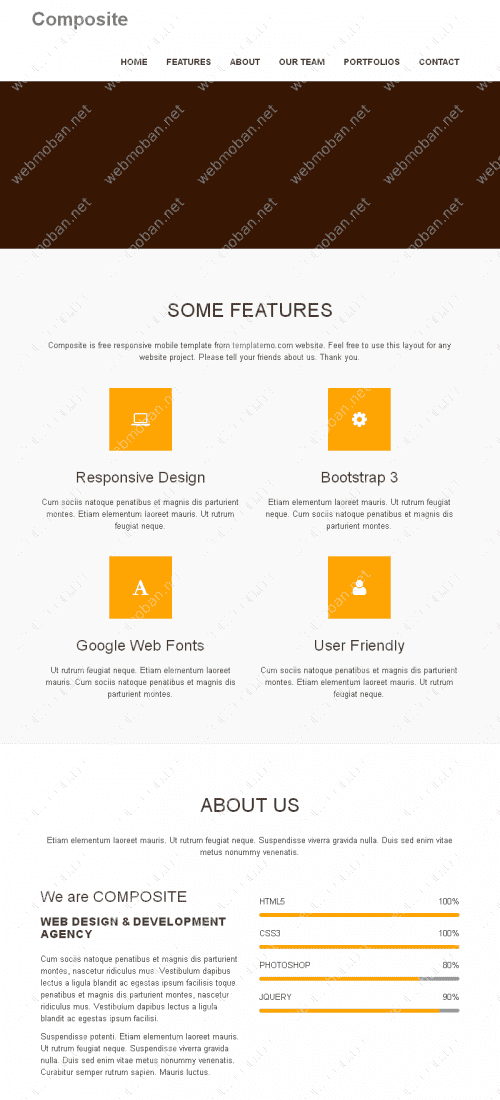 Composite
HOME FEATURES ABOUT OUR TEAM PORTFOLIOS CONTACT
webmoban.net webmoban.net webmoban.net webmoban.net webmoban.net
SOME FEATURES
Composite is free responsive mobile template from templatemo.com website. Feel free to use this layout for any
website project. Please tell your friends about us. Thank you.
Responsive Design
Cum sociis natoque penatibus et magnis dis parturient
montes. Etiam elementum laoreet mauris. Ut rutrum
feugiat neque.
Bootstrap 3
Etiam elementum laoreet mauris. Ut rutrum feugiat
neque. Cum sociis natoque penatibus et magnis dis
parturient montes.
A
Google Web Fonts
Ut rutrum feugiat neque. Etiam elementum laoreet
mauris. Cum sociis natoque penatibus et magnis dis
parturient montes.
User Friendly
Cum sociis natoque penatibus et magnis dis parturient
montes. Etiam elementum laoreet mauris. Ut rutrum
feugiat neque.
ABOUT US
Etiam elementum laoreet mauris. Ut rutrum feugiat neque. Suspendisse viverra gravida nulla. Duis sed enim vitae
metus nonummy venenatis.
We are COMPOSITE
WEB DESIGN & DEVELOPMENT
AGENCY
Cum sociis natoque penatibus et magnis dis parturient
montes, nascetur ridiculus mus. Vestibulum dapibus
lectus a ligula blandit ac egestas ipsum facilisis toque
penatibus et magnis dis parturient montes, nascetur
ridiculus mus. Vestibulum dapibus lectus a ligula
blandit ac egestas ipsum facilisi.
Suspendisse potenti. Etiam elementum laoreet mauris.
Ut rutrum feugiat neque. Suspendisse viverra gravida
nulla. Duis sed enim vitae metus nonummy venenatis.
Curabitur semper rutrum sapien. Mauris luctus.
HTML5 100%
CSS3 100%
PHOTOSHOP 80%
JQUERY 90%